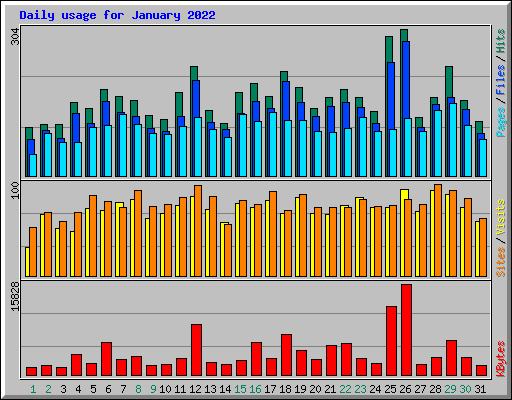 Daily usage for January 2022
304
Pages / Files / Hits
100
Sites / Visits
15828
KBytes
1 2 3 4 5 6 7 8 9 10 11 12 13 14 15 16 17 18 19 20 21 22 23 24 25 26 27 28 29 30 31